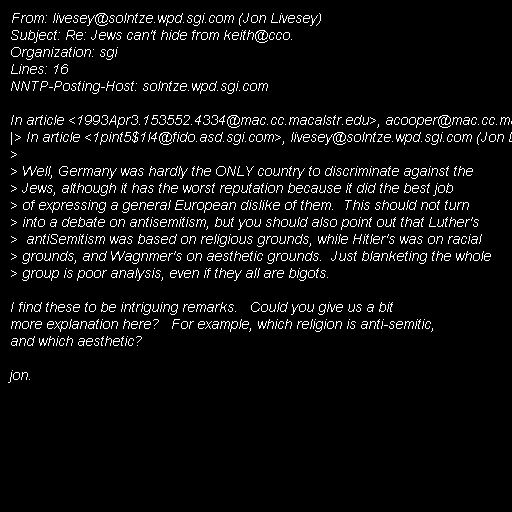 From: livesey@solntze.wpd.sgi.com (Jon Livesey)
Subject: Re: Jews can't hide from keith@cco.
Organization: sgi
Lines: 16
NNTP-Posting-Host: solntze.wpd.sgi.com

In article <1993Apr3.153552.4334@mac.cc.macalstr.edu>, acooper@mac.cc.m
|> In article <1pint5$1l4@fido.asd.sgi.com>, livesey@solntze.wpd.sgi.com (Jon
>
> Well, Germany was hardly the ONLY country to discriminate against the
> Jews, although it has the worst reputation because it did the best job
> of expressing a general European dislike of them.  This should not turn
> into a debate on antisemitism, but you should also point out that Luther's
>  antiSemitism was based on religious grounds, while Hitler's was on racial
> grounds, and Wagnmer's on aesthetic grounds.  Just blanketing the whole
> group is poor analysis, even if they all are bigots.

I find these to be intriguing remarks.   Could you give us a bit
more explanation here?   For example, which religion is anti-semitic,
and which aesthetic?

jon.